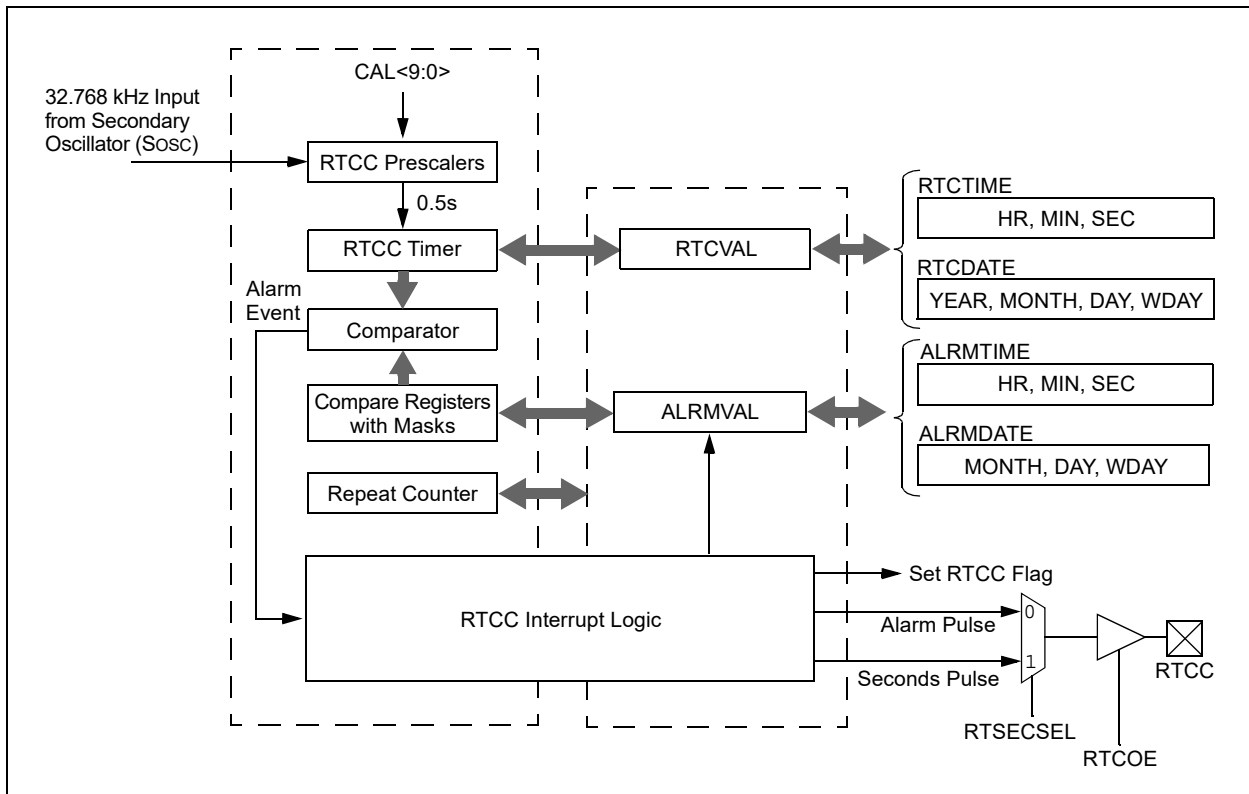 CAL<9:0>
32.768 kHz Input
from Secondary
Oscillator (SOSC)
RTCC Prescalers
0.5s
RTCC Timer
Alarm
Event
Comparator
Compare Registers
with Masks
Repeat Counter
RTCVAL
ALRMVAL
RTCTIME
HR, MIN, SEC
RTCDATE
YEAR, MONTH, DAY, WDAY
ALRMTIME
HR, MIN, SEC
ALRMDATE
MONTH, DAY, WDAY
RTCC Interrupt Logic
Set RTCC Flag
Alarm Pulse
Seconds Pulse
0
1
RTSECSEL
RTCOE
RTCC